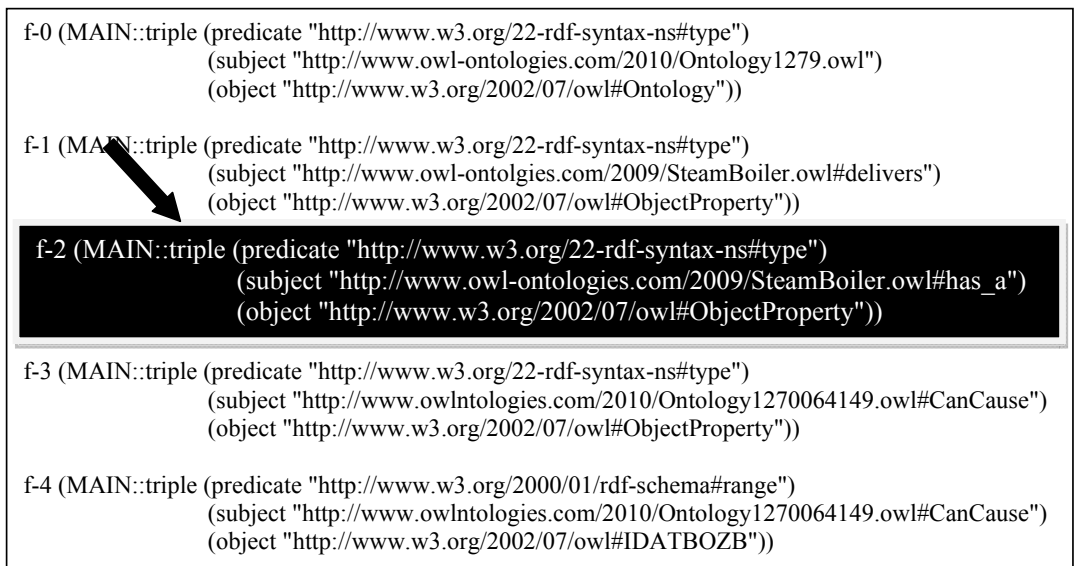 f-0 (MAIN::triple (predicate "http://www.w3.org/22-rdf-syntax-ns#type")
(subject "http://www.owl-ontologies.com/2010/Ontology1279.owl")
(object "http://www.w3.org/2002/07/owl#Ontology"))
f-1 (MAIN::triple (predicate "http://www.w3.org/22-rdf-syntax-ns#type")
(subject "http://www.owl-ontolgies.com/2009/SteamBoiler.owl#delivers")
(object "http://www.w3.org/2002/07/owl#ObjectProperty"))
f-2 (MAIN::triple (predicate "http://www.w3.org/22-rdf-syntax-ns#type")
(subject "http://www.owl-ontologies.com/2009/SteamBoiler.owl#has_a")
(object "http://www.w3.org/2002/07/owl#ObjectProperty"))
f-3 (MAIN::triple (predicate "http://www.w3.org/22-rdf-syntax-ns#type")
(subject "http://www.owlntologies.com/2010/Ontology1270064149.owl#CanCause")
(object "http://www.w3.org/2002/07/owl#ObjectProperty"))
f-4 (MAIN::triple (predicate "http://www.w3.org/2000/01/rdf-schema#range")
(subject "http://www.owlntologies.com/2010/Ontology1270064149.owl#CanCause")
(object "http://www.w3.org/2002/07/owl#IDATBOZB"))